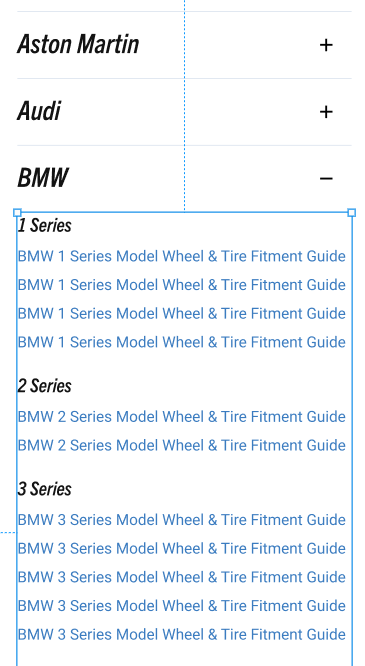 Aston Martin +
Audi +
BMW −
1 Series
BMW 1 Series Model Wheel & Tire Fitment Guide
BMW 1 Series Model Wheel & Tire Fitment Guide
BMW 1 Series Model Wheel & Tire Fitment Guide
BMW 1 Series Model Wheel & Tire Fitment Guide
2 Series
BMW 2 Series Model Wheel & Tire Fitment Guide
BMW 2 Series Model Wheel & Tire Fitment Guide
3 Series
BMW 3 Series Model Wheel & Tire Fitment Guide
BMW 3 Series Model Wheel & Tire Fitment Guide
BMW 3 Series Model Wheel & Tire Fitment Guide
BMW 3 Series Model Wheel & Tire Fitment Guide
BMW 3 Series Model Wheel & Tire Fitment Guide